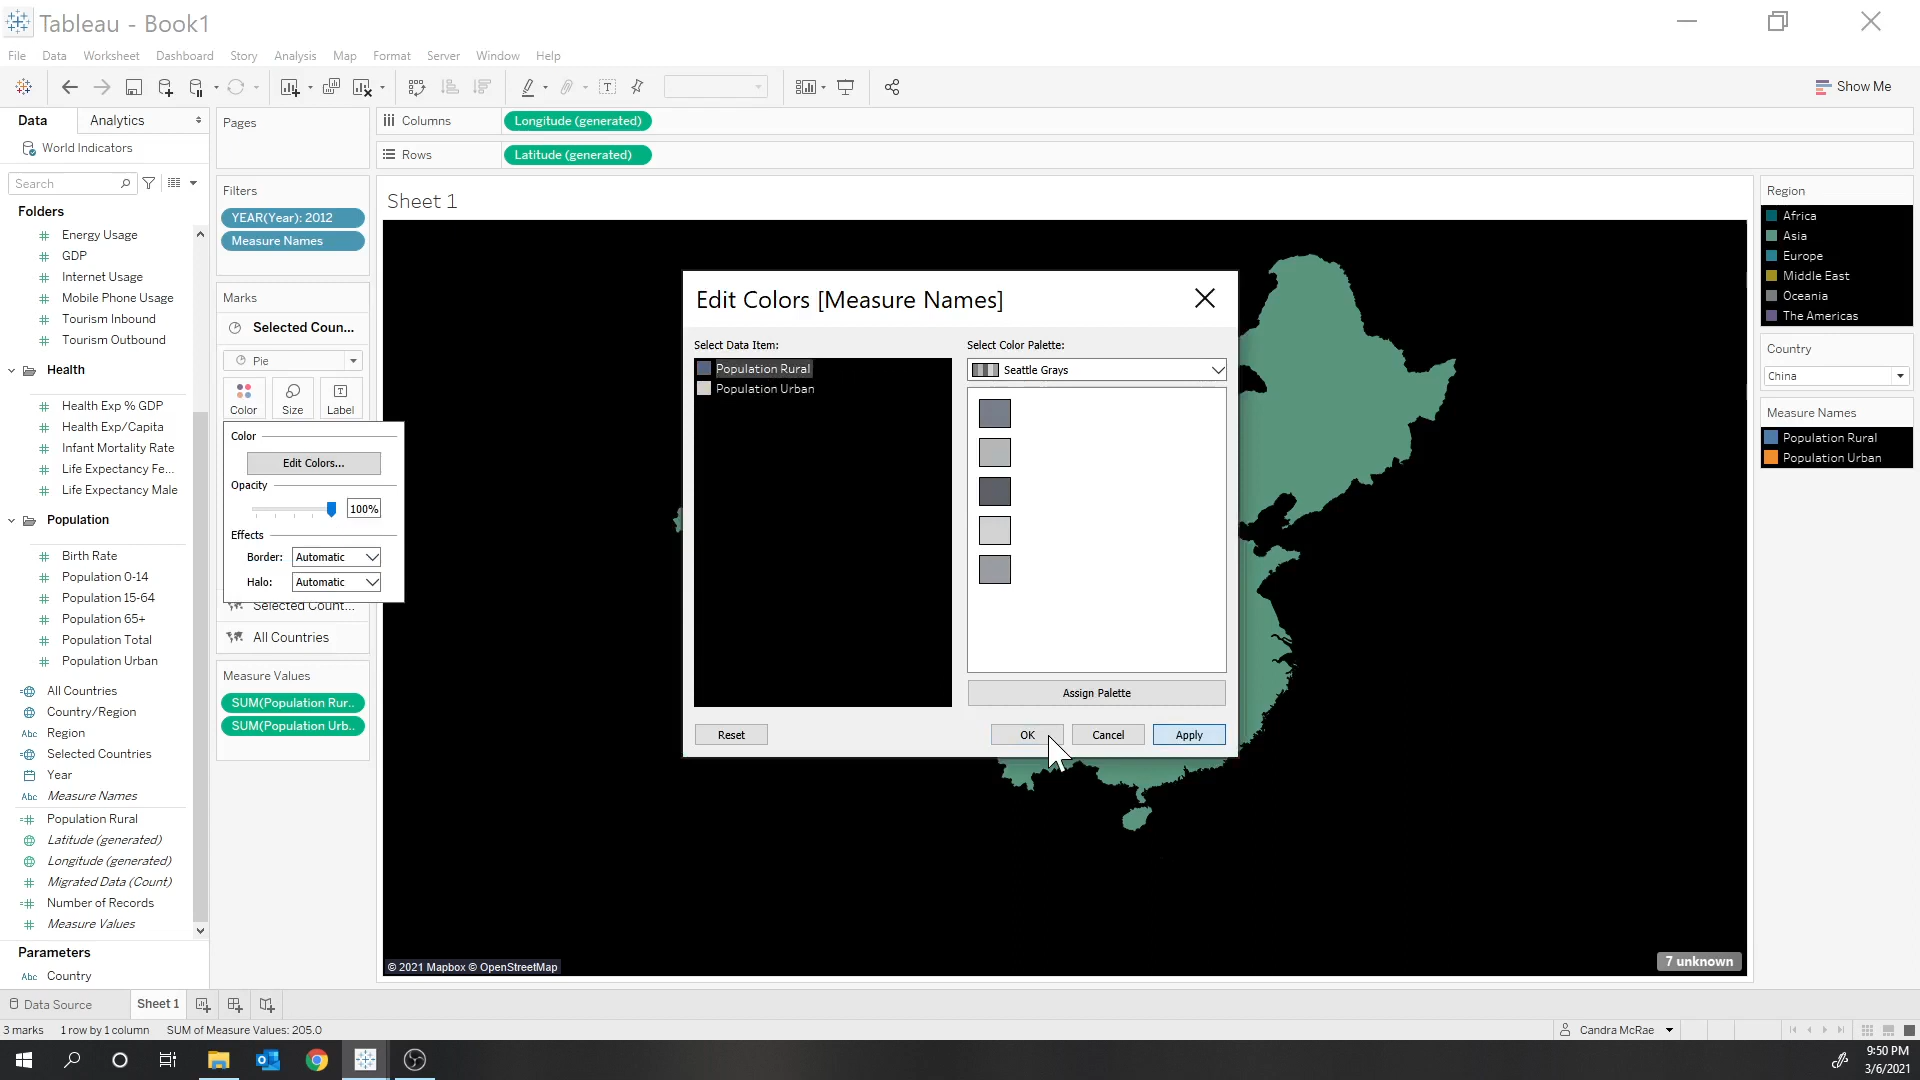 Tableau - Book1
File Data Worksheet Dashboard Story Analysis Map Format Server Window Help
Show Me
Data Analytics
World Indicators
Search
Folders
Energy Usage
GDP
Internet Usage
Mobile Phone Usage
Tourism Inbound
Tourism Outbound
Health
Health Exp % GDP
Health Exp/Capita
Infant Mortality Rate
Life Expectancy Fe...
Life Expectancy Male
Population
Birth Rate
Population 0-14
Population 15-64
Population 65+
Population Total
Population Urban
All Countries
Country/Region
Abc Region
Selected Countries
Year
Abc Measure Names
Population Rural
Latitude (generated)
Longitude (generated)
Migrated Data (Count)
Number of Records
Measure Values
Parameters
Abc Country
Pages
Filters
YEAR(Year): 2012
Measure Names
Marks
Selected Coun...
Pie
Color Size Label
Color
Edit Colors...
Opacity
100%
Effects
Border: Automatic
Halo: Automatic
Selected Count...
All Countries
Measure Values
SUM(Population Rur..
SUM(Population Urb..
Columns Longitude (generated)
Rows Latitude (generated)
Sheet 1
Edit Colors [Measure Names]
Select Data Item:
Population Rural
Population Urban
Select Color Palette:
Seattle Grays
Assign Palette
Reset OK Cancel Apply
© 2021 Mapbox © OpenStreetMap
7 unknown
Region
Africa
Asia
Europe
Middle East
Oceania
The Americas
Country
China
Measure Names
Population Rural
Population Urban
Data Source Sheet 1
3 marks 1 row by 1 column SUM of Measure Values: 205.0
Candra McRae
9:50 PM
3/6/2021